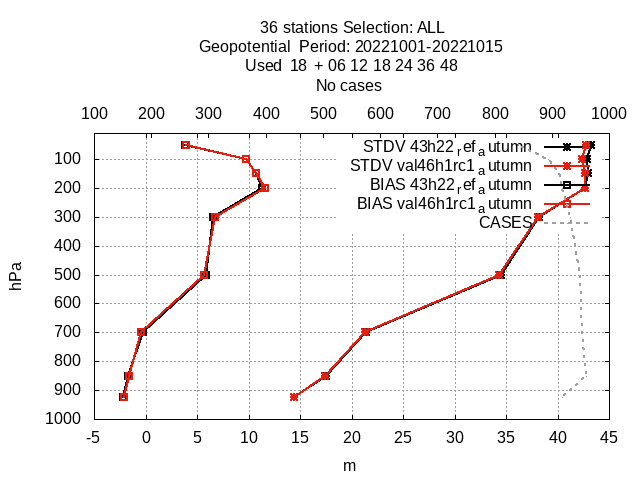 36 stations Selection: ALL
Geopotential Period: 20221001-20221015
Used 18 + 06 12 18 24 36 48
No cases
100 200 300 400 500 600 700 800 900 1000
STDV 43h22_ref_autumn
STDV val46h1rc1_autumn
BIAS 43h22_ref_autumn
BIAS val46h1rc1_autumn
CASES
100
200
300
400
500
600
700
800
900
1000
hPa
-5 0 5 10 15 20 25 30 35 40 45
m